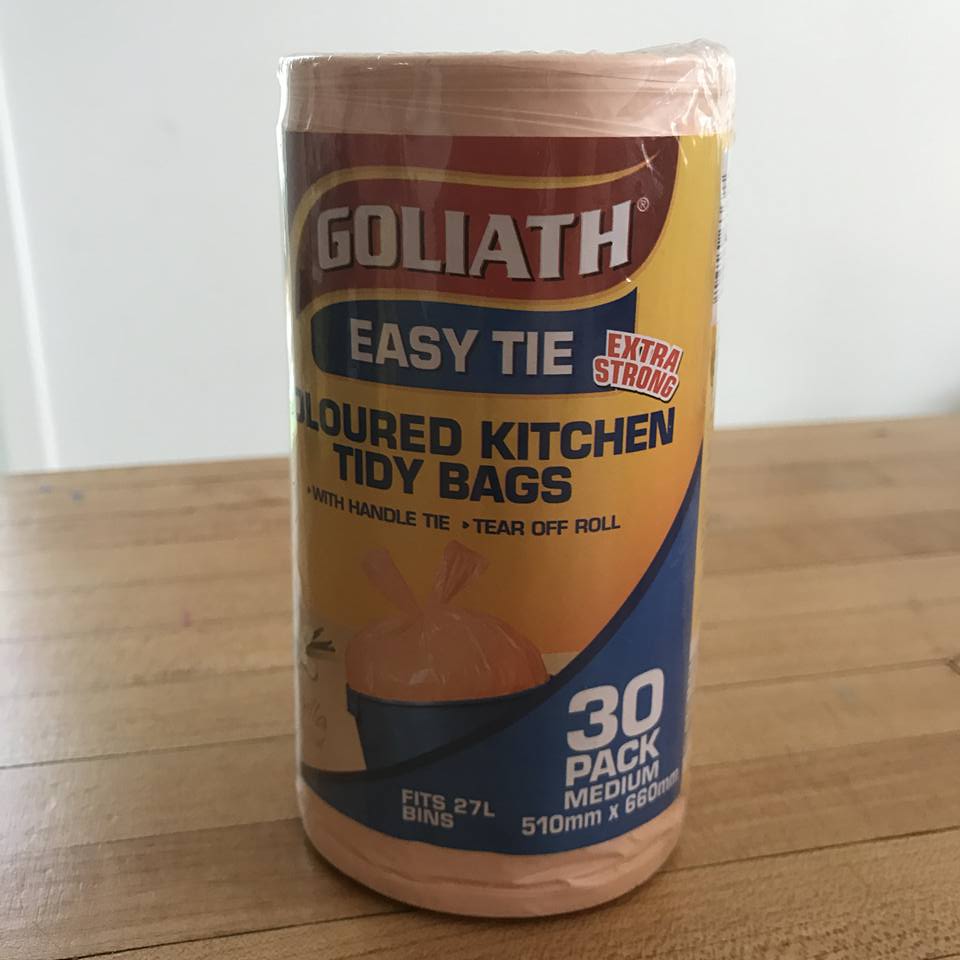 GOLIATH®
EASY TIE
EXTRA
STRONG
OLOURED KITCHEN
TIDY BAGS
▸WITH HANDLE TIE ▸TEAR OFF ROLL
30
PACK
MEDIUM
510mm x 660mm
FITS 27L
BINS